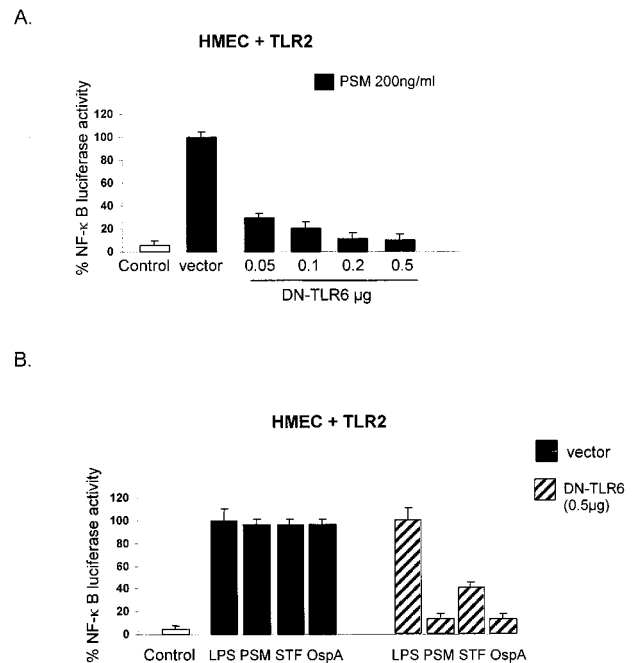 A.
HMEC + TLR2
PSM 200ng/ml
% NF-κ B luciferase activity
120
100
80
60
40
20
0
Control vector 0.05 0.1 0.2 0.5
DN-TLR6 µg
B.
HMEC + TLR2
vector
DN-TLR6
(0.5µg)
% NF-κ B luciferase activity
120
100
80
60
40
20
0
Control LPS PSM STF OspA LPS PSM STF OspA